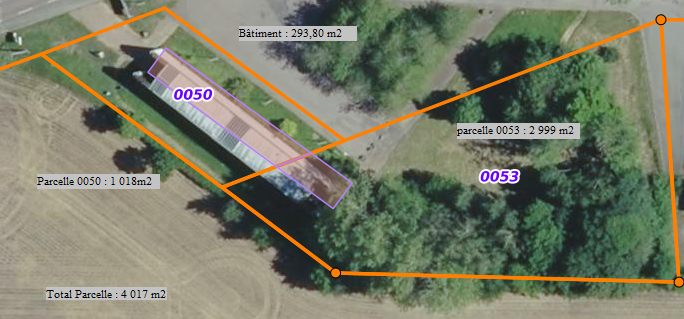 Bâtiment : 293,80 m2
0050
parcelle 0053 : 2 999 m2
0053
Parcelle 0050 : 1 018m2
Total Parcelle : 4 017 m2